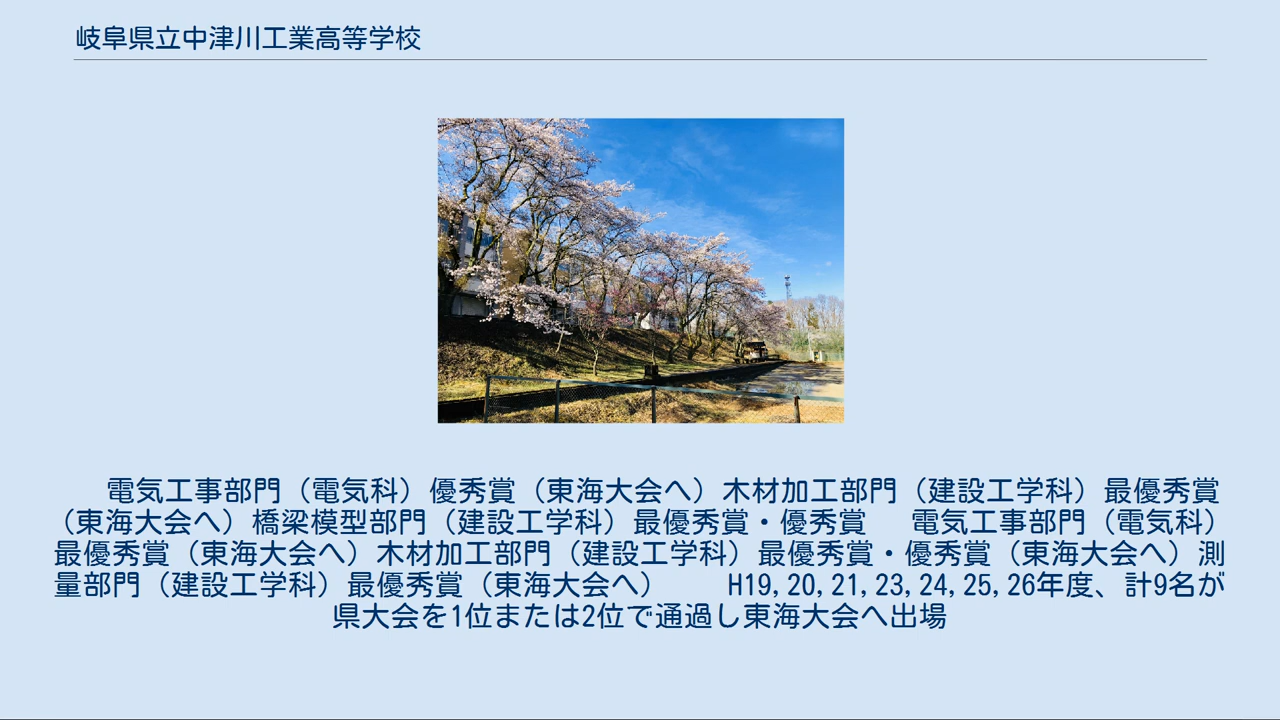 岐阜県立中津川工業高等学校
電気工事部門（電気科）優秀賞（東海大会へ）木材加工部門（建設工学科）最優秀賞
（東海大会へ）橋梁模型部門（建設工学科）最優秀賞・優秀賞　電気工事部門（電気科）
最優秀賞（東海大会へ）木材加工部門（建設工学科）最優秀賞・優秀賞（東海大会へ）測
量部門（建設工学科）最優秀賞（東海大会へ）　　H19, 20, 21, 23, 24, 25, 26年度、計9名が
県大会を1位または2位で通過し東海大会へ出場